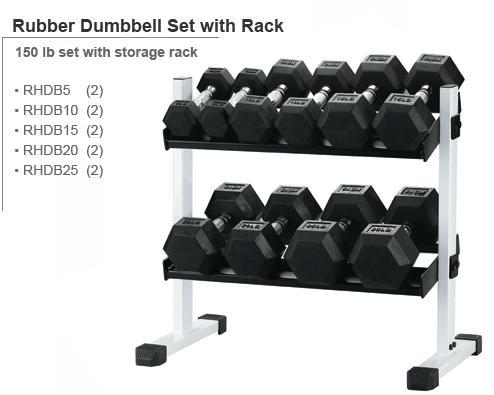 Rubber Dumbbell Set with Rack
150 lb set with storage rack
• RHDB5 (2)
• RHDB10 (2)
• RHDB15 (2)
• RHDB20 (2)
• RHDB25 (2)